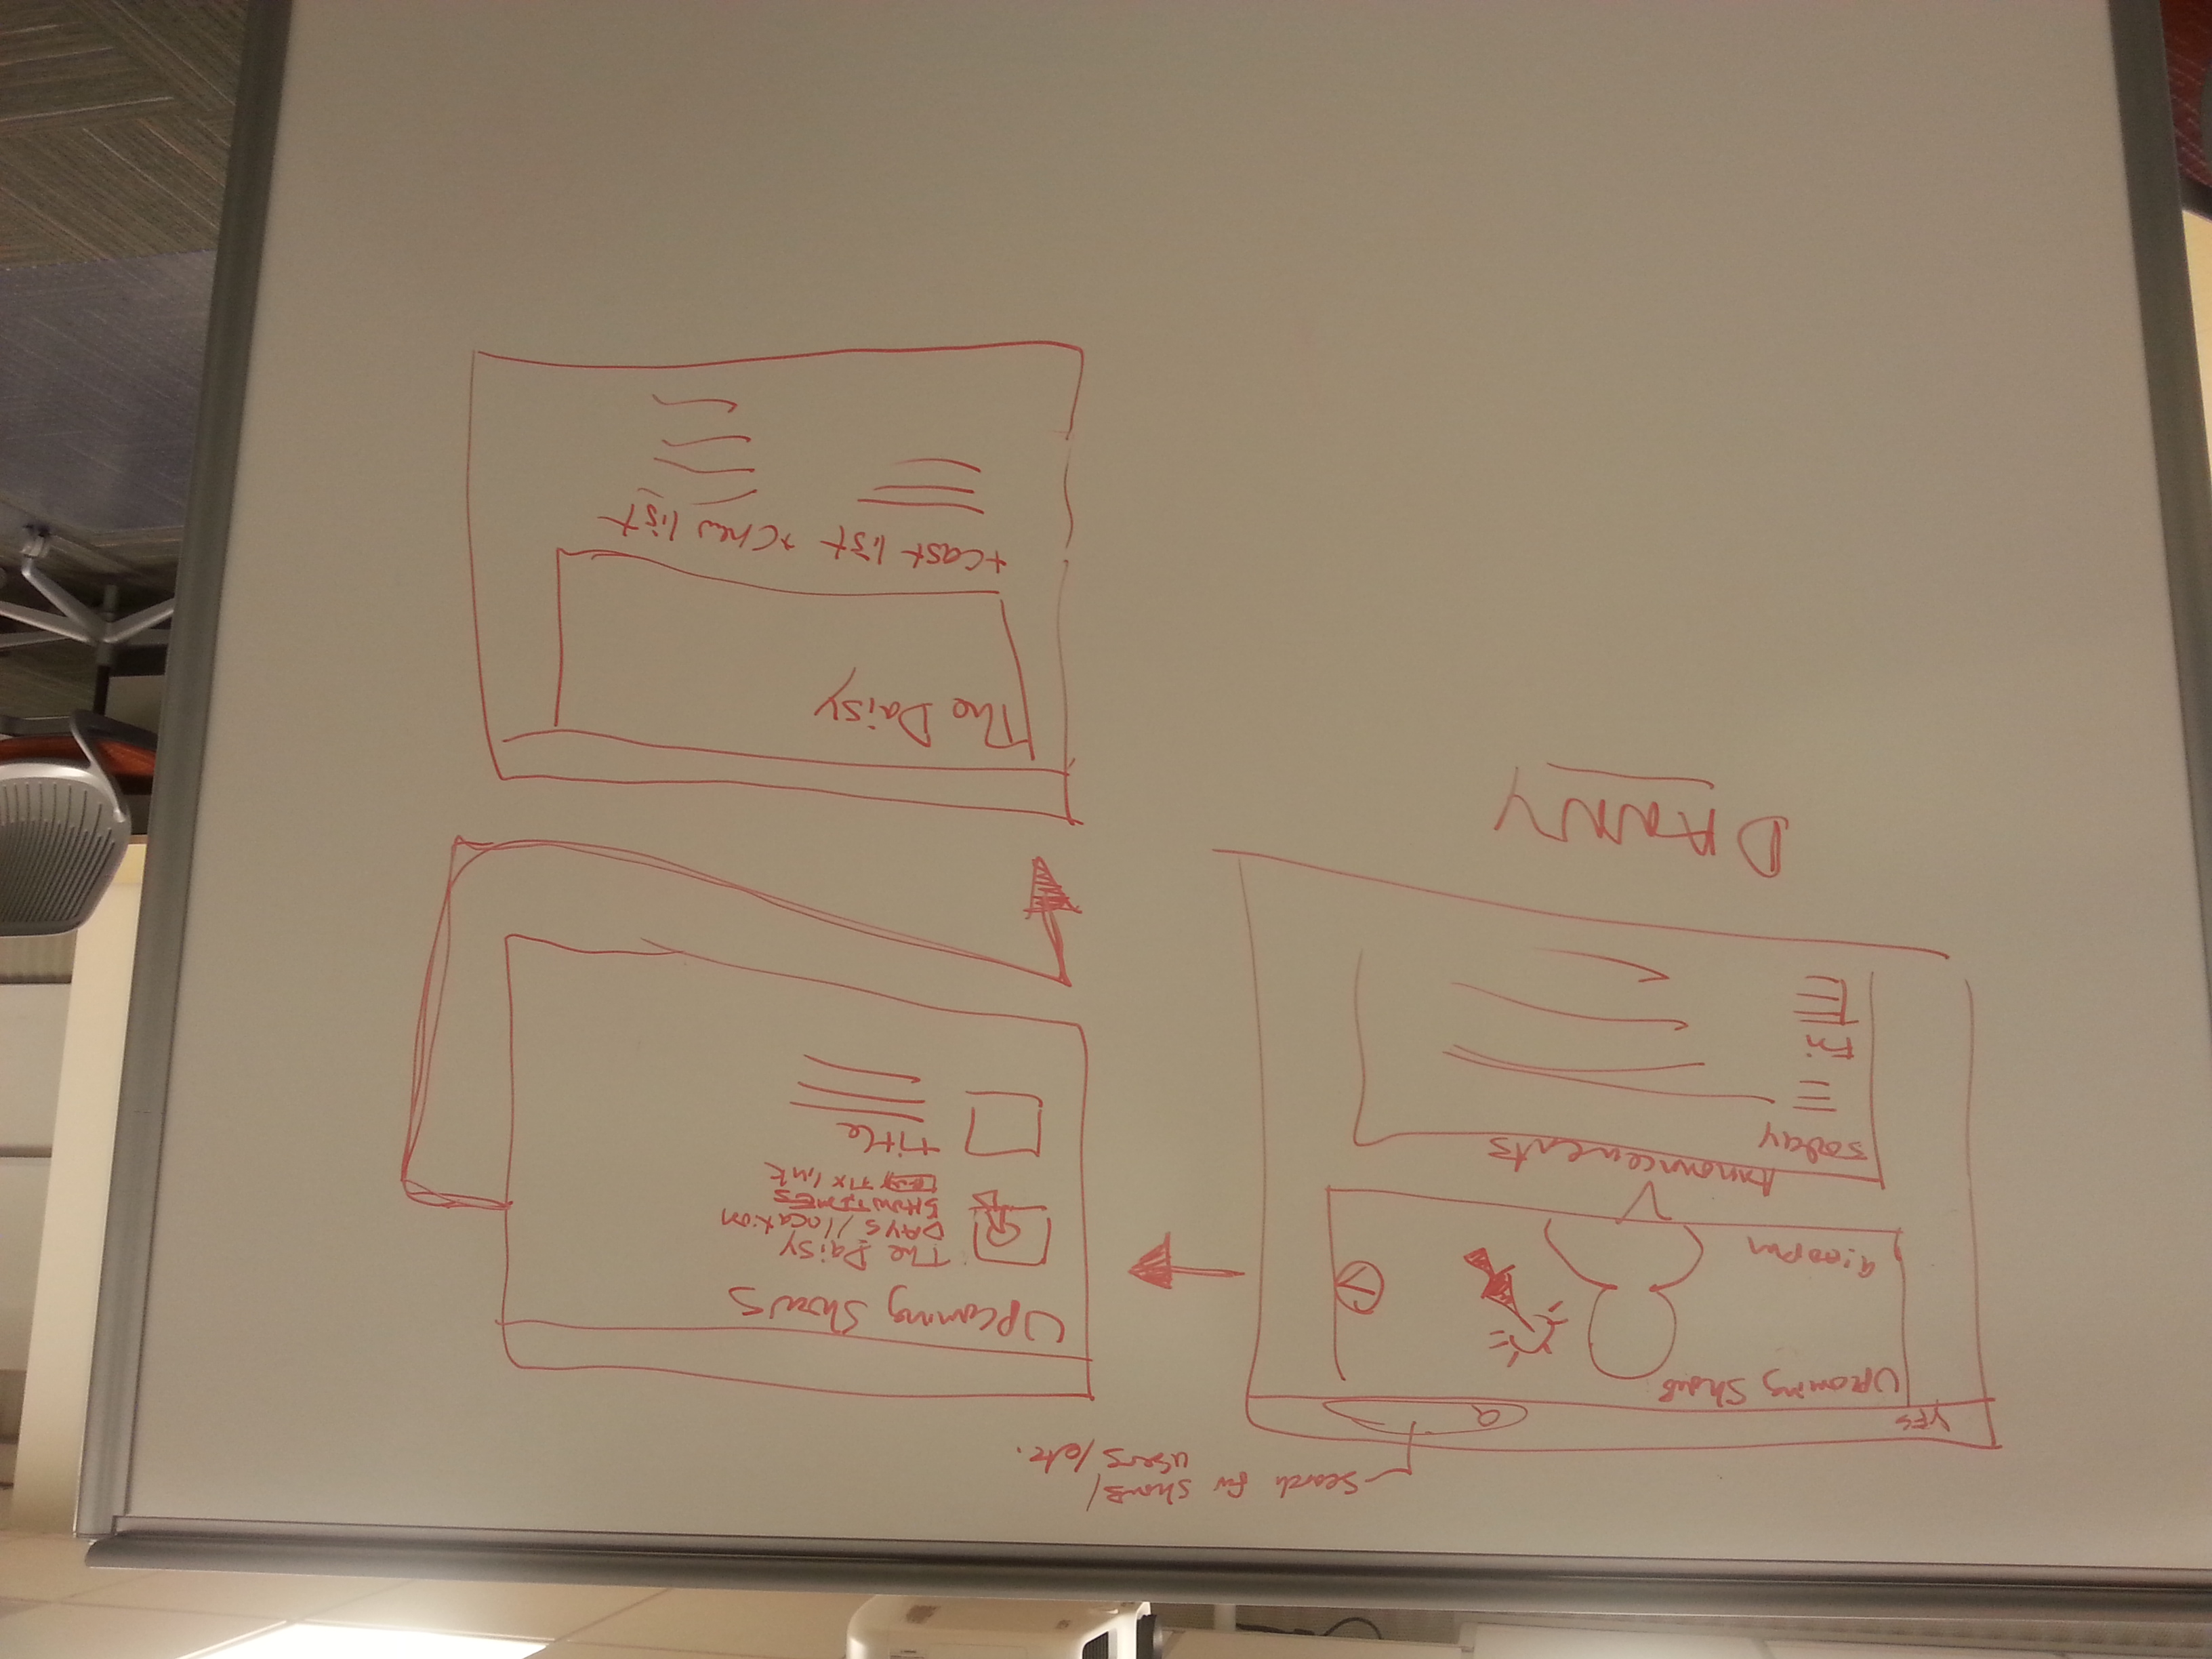 Search for shows/
users/etc.
YFS
Upcoming Shows
9:00pm
Announcements
Today
Fri
DANNY
Upcoming Shows
The Daisy
DAYS/location
SHOWTIMES
TIX link
Title
The Daisy
+Cast list +Crew list